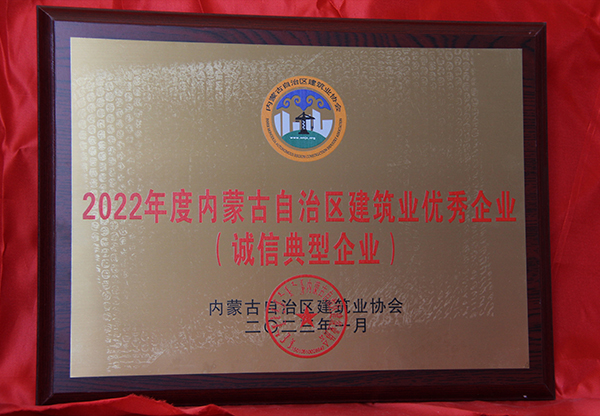 内蒙古自治区建筑业协会
2022年度内蒙古自治区建筑业优秀企业
（诚信典型企业）
内蒙古自治区建筑业协会
二〇二三年一月